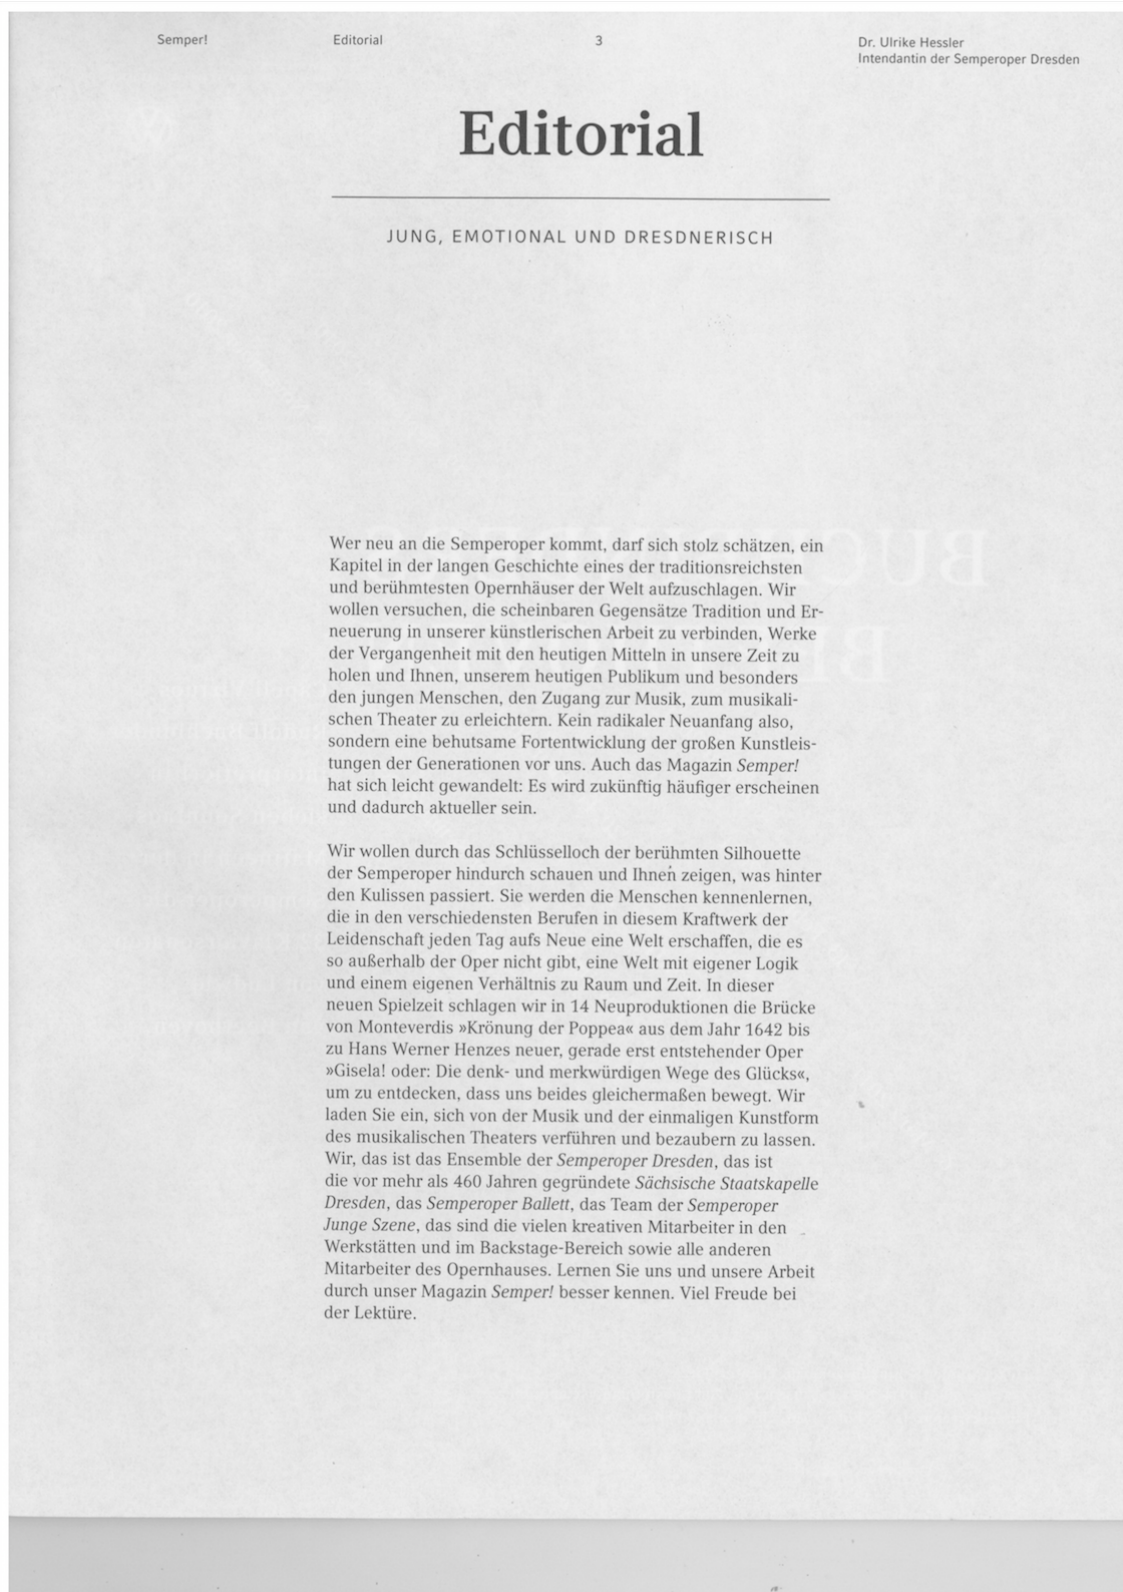 Semper!
Editorial
3
Dr. Ulrike Hessler
Intendantin der Semperoper Dresden
Editorial
JUNG, EMOTIONAL UND DRESDNERISCH
Wer neu an die Semperoper kommt, darf sich stolz schätzen, ein
Kapitel in der langen Geschichte eines der traditionsreichsten
und berühmtesten Opernhäuser der Welt aufzuschlagen. Wir
wollen versuchen, die scheinbaren Gegensätze Tradition und Er-
neuerung in unserer künstlerischen Arbeit zu verbinden, Werke
der Vergangenheit mit den heutigen Mitteln in unsere Zeit zu
holen und Ihnen, unserem heutigen Publikum und besonders
den jungen Menschen, den Zugang zur Musik, zum musikali-
schen Theater zu erleichtern. Kein radikaler Neuanfang also,
sondern eine behutsame Fortentwicklung der großen Kunstleis-
tungen der Generationen vor uns. Auch das Magazin Semper!
hat sich leicht gewandelt: Es wird zukünftig häufiger erscheinen
und dadurch aktueller sein.
Wir wollen durch das Schlüsselloch der berühmten Silhouette
der Semperoper hindurch schauen und Ihnen zeigen, was hinter
den Kulissen passiert. Sie werden die Menschen kennenlernen,
die in den verschiedensten Berufen in diesem Kraftwerk der
Leidenschaft jeden Tag aufs Neue eine Welt erschaffen, die es
so außerhalb der Oper nicht gibt, eine Welt mit eigener Logik
und einem eigenen Verhältnis zu Raum und Zeit. In dieser
neuen Spielzeit schlagen wir in 14 Neuproduktionen die Brücke
von Monteverdis »Krönung der Poppea« aus dem Jahr 1642 bis
zu Hans Werner Henzes neuer, gerade erst entstehender Oper
»Gisela! oder: Die denk- und merkwürdigen Wege des Glücks«,
um zu entdecken, dass uns beides gleichermaßen bewegt. Wir
laden Sie ein, sich von der Musik und der einmaligen Kunstform
des musikalischen Theaters verführen und bezaubern zu lassen.
Wir, das ist das Ensemble der Semperoper Dresden, das ist
die vor mehr als 460 Jahren gegründete Sächsische Staatskapelle
Dresden, das Semperoper Ballett, das Team der Semperoper
Junge Szene, das sind die vielen kreativen Mitarbeiter in den
Werkstätten und im Backstage-Bereich sowie alle anderen
Mitarbeiter des Opernhauses. Lernen Sie uns und unsere Arbeit
durch unser Magazin Semper! besser kennen. Viel Freude bei
der Lektüre.